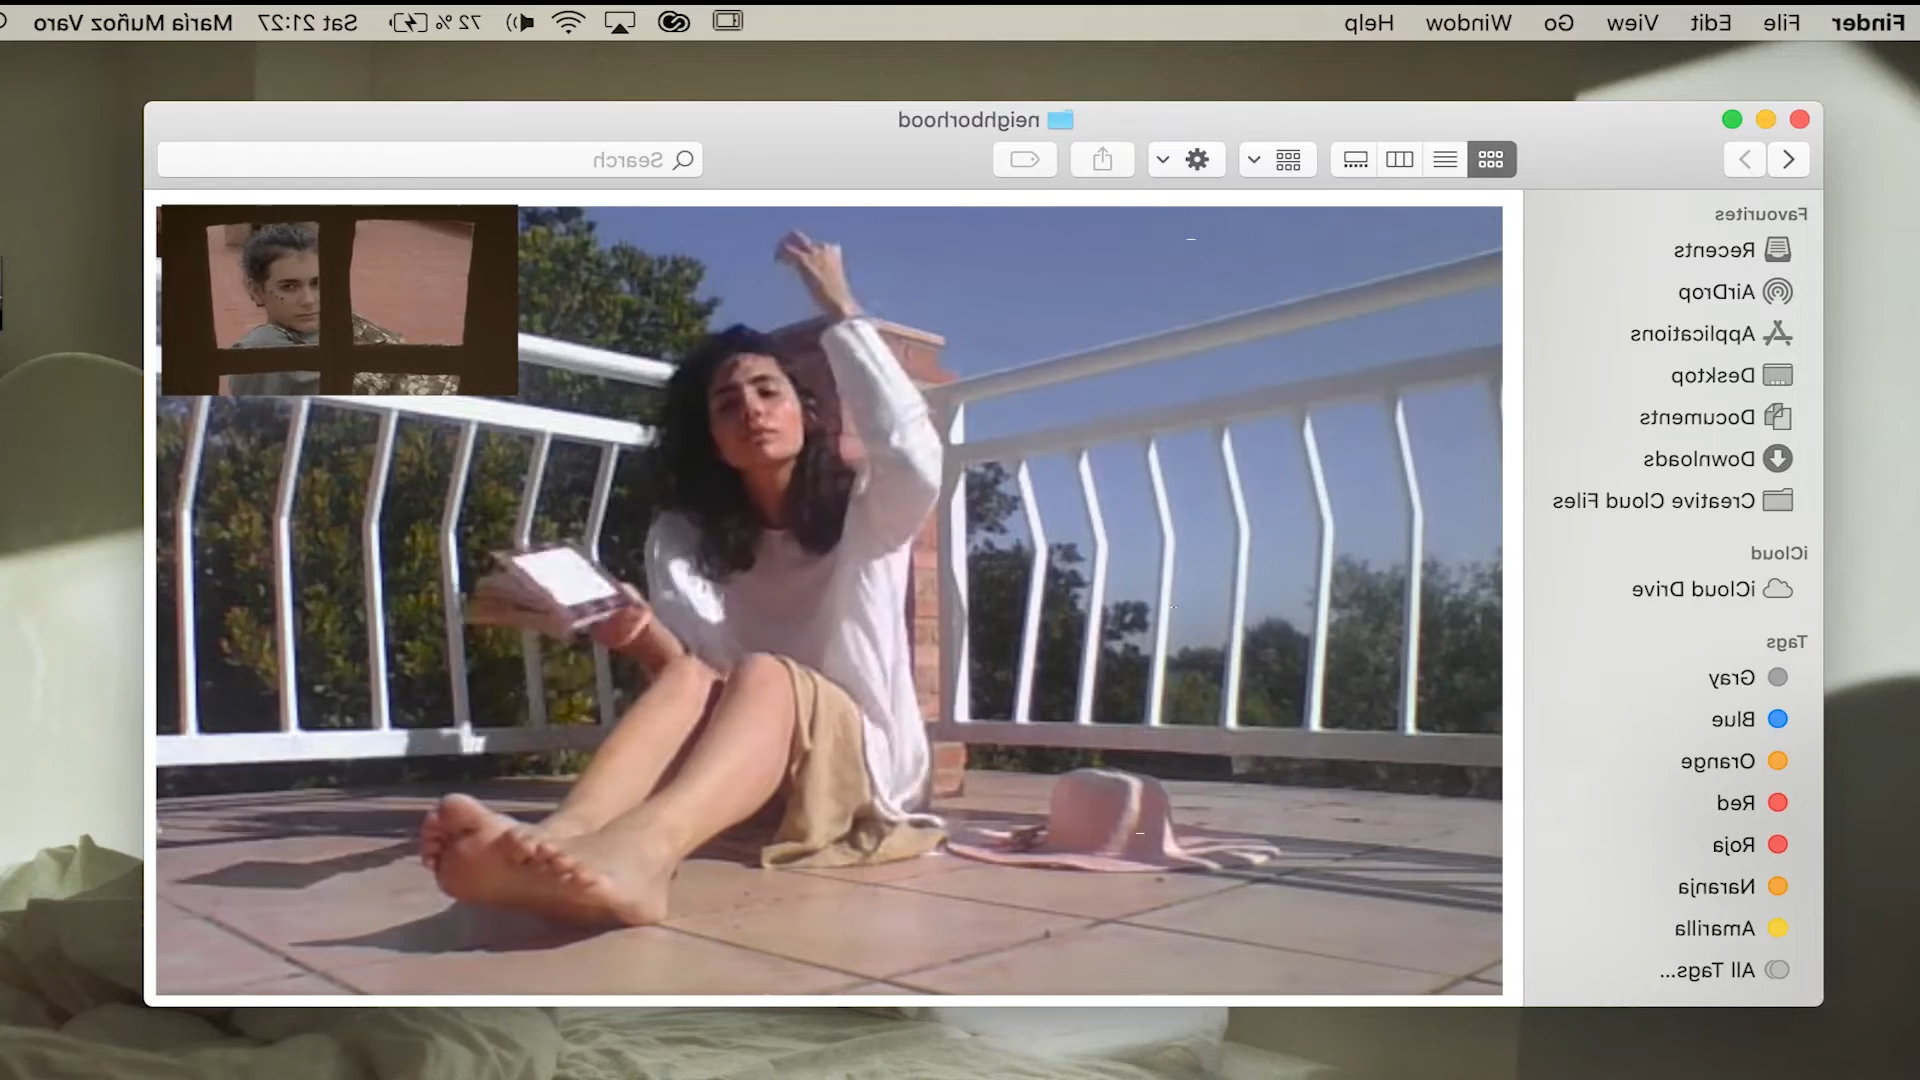 Finder File Edit View Go Window Help 72 % Sat 21:27 María Muñoz Varo
neighborhood
Search
Favourites
Recents
AirDrop
Applications
Desktop
Documents
Downloads
Creative Cloud Files
iCloud
iCloud Drive
Tags
Gray
Blue
Orange
Red
Roja
Naranja
Amarilla
All Tags...